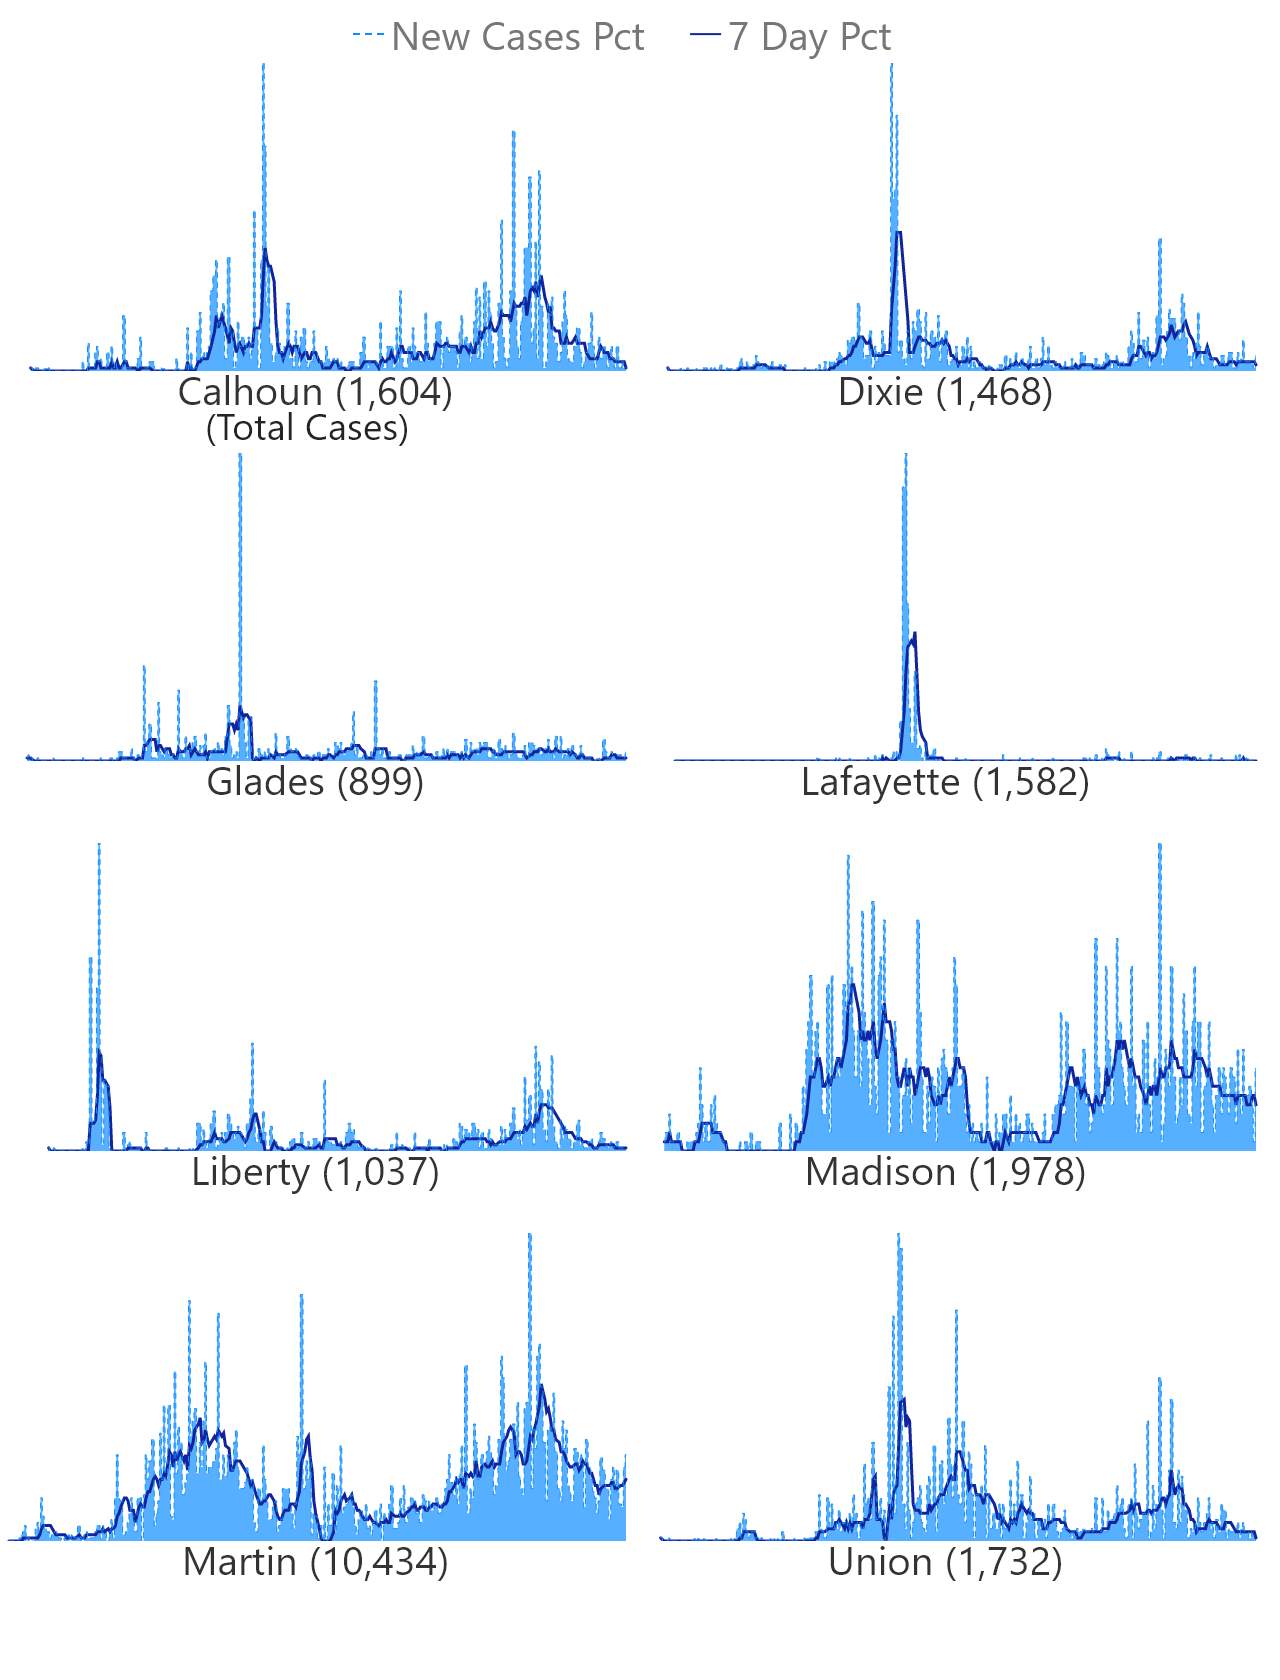 New Cases Pct 7 Day Pct
Calhoun (1,604) Dixie (1,468)
(Total Cases)
Glades (899) Lafayette (1,582)
Liberty (1,037) Madison (1,978)
Martin (10,434) Union (1,732)